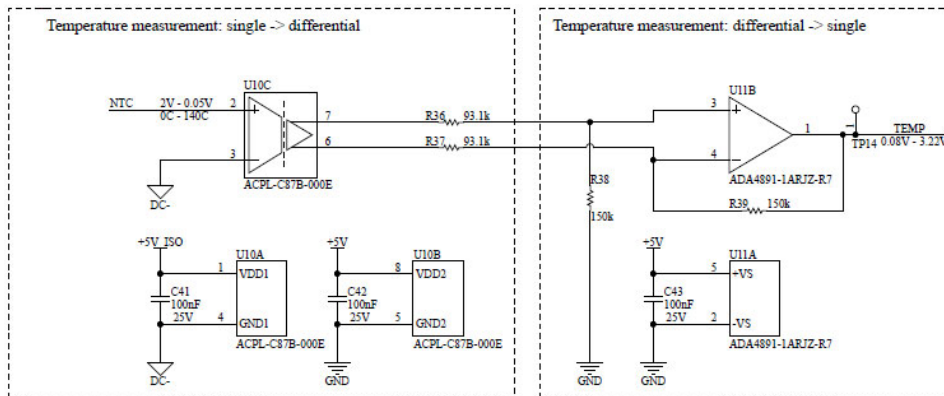 Temperature measurement: single -> differential
Temperature measurement: differential -> single
U10C
NTC 2V - 0.05V 2
0C - 140C
3
DC-
7 R36 93.1k
6 R37 93.1k
ACPL-C87B-000E
R38
150k
GND
U11B
3
4
1
1
TP14
TEMP
0.08V - 3.22V
ADA4891-1ARJZ-R7
R39 150k
+5V_ISO
U10A
1 VDD1
C41
100nF
25V
4 GND1
ACPL-C87B-000E
DC-
+5V
U10B
8 VDD2
C42
100nF
25V
5 GND2
ACPL-C87B-000E
GND
+5V
U11A
5 +VS
C43
100nF
25V
2 -VS
ADA4891-1ARJZ-R7
GND